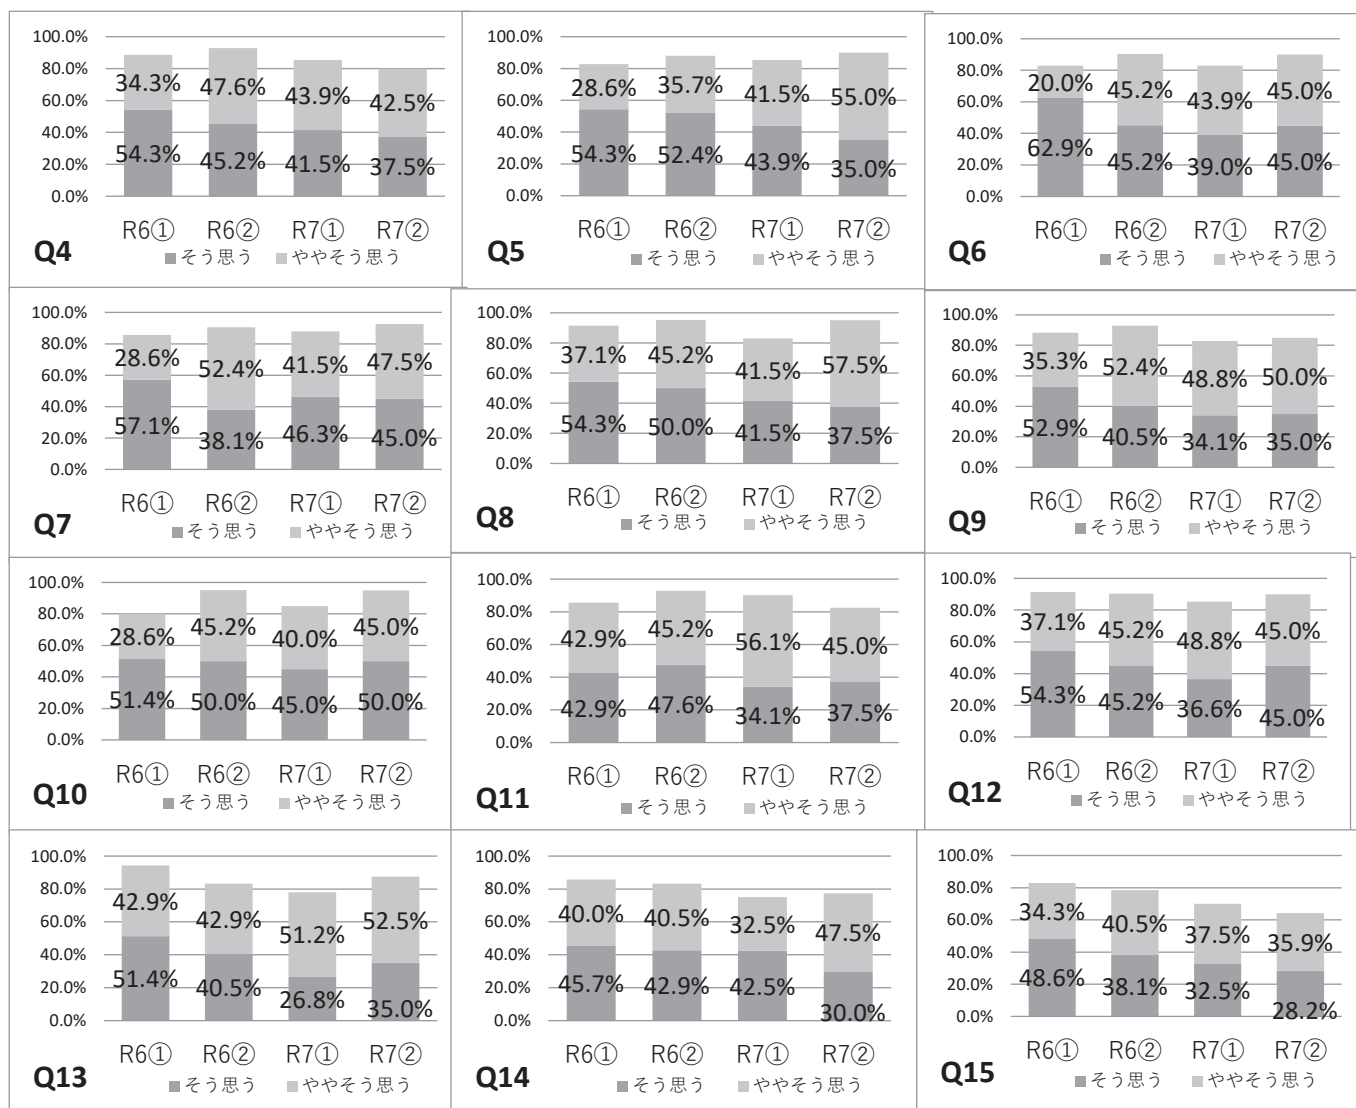 100.0%
80.0%
60.0%
40.0%
20.0%
0.0%
34.3% 47.6% 43.9% 42.5%
54.3% 45.2% 41.5% 37.5%
R6① R6② R7① R7②
Q4
■そう思う ■ややそう思う
100.0%
80.0%
60.0%
40.0%
20.0%
0.0%
28.6% 35.7% 41.5% 55.0%
54.3% 52.4% 43.9% 35.0%
R6① R6② R7① R7②
Q5
■そう思う ■ややそう思う
100.0%
80.0%
60.0%
40.0%
20.0%
0.0%
20.0% 45.2% 43.9% 45.0%
62.9% 45.2% 39.0% 45.0%
R6① R6② R7① R7②
Q6
■そう思う ■ややそう思う
100.0%
80.0%
60.0%
40.0%
20.0%
0.0%
28.6% 52.4% 41.5% 47.5%
57.1% 38.1% 46.3% 45.0%
R6① R6② R7① R7②
Q7
■そう思う ■ややそう思う
100.0%
80.0%
60.0%
40.0%
20.0%
0.0%
37.1% 45.2% 41.5% 57.5%
54.3% 50.0% 41.5% 37.5%
R6① R6② R7① R7②
Q8
■そう思う ■ややそう思う
100.0%
80.0%
60.0%
40.0%
20.0%
0.0%
35.3% 52.4% 48.8% 50.0%
52.9% 40.5% 34.1% 35.0%
R6① R6② R7① R7②
Q9
■そう思う ■ややそう思う
100.0%
80.0%
60.0%
40.0%
20.0%
0.0%
28.6% 45.2% 40.0% 45.0%
51.4% 50.0% 45.0% 50.0%
R6① R6② R7① R7②
Q10
■そう思う ■ややそう思う
100.0%
80.0%
60.0%
40.0%
20.0%
0.0%
42.9% 45.2% 56.1% 45.0%
42.9% 47.6% 34.1% 37.5%
R6① R6② R7① R7②
Q11
■そう思う ■ややそう思う
100.0%
80.0%
60.0%
40.0%
20.0%
0.0%
37.1% 45.2% 48.8% 45.0%
54.3% 45.2% 36.6% 45.0%
R6① R6② R7① R7②
Q12
■そう思う ■ややそう思う
100.0%
80.0%
60.0%
40.0%
20.0%
0.0%
42.9% 42.9% 51.2% 52.5%
51.4% 40.5% 26.8% 35.0%
R6① R6② R7① R7②
Q13
■そう思う ■ややそう思う
100.0%
80.0%
60.0%
40.0%
20.0%
0.0%
40.0% 40.5% 32.5% 47.5%
45.7% 42.9% 42.5% 30.0%
R6① R6② R7① R7②
Q14
■そう思う ■ややそう思う
100.0%
80.0%
60.0%
40.0%
20.0%
0.0%
34.3% 40.5% 37.5% 35.9%
48.6% 38.1% 32.5% 28.2%
R6① R6② R7① R7②
Q15
■そう思う ■ややそう思う